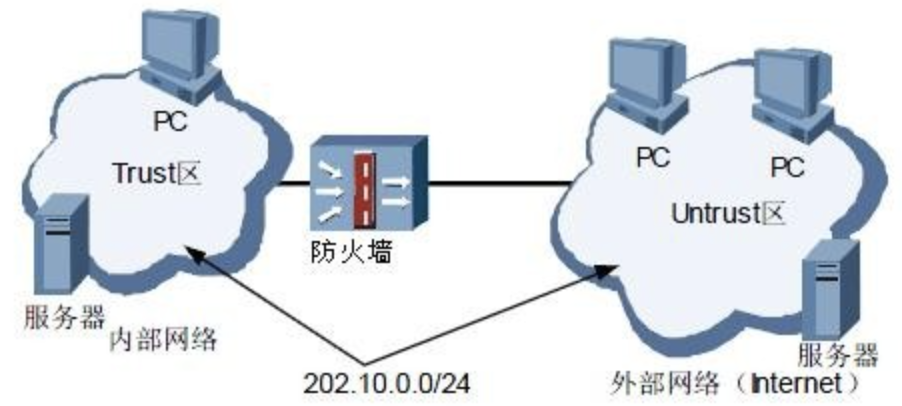 PC
Trust区
服务器
内部网络
防火墙
202.10.0.0/24
PC
PC
Untrust区
服务器
外部网络（Internet）